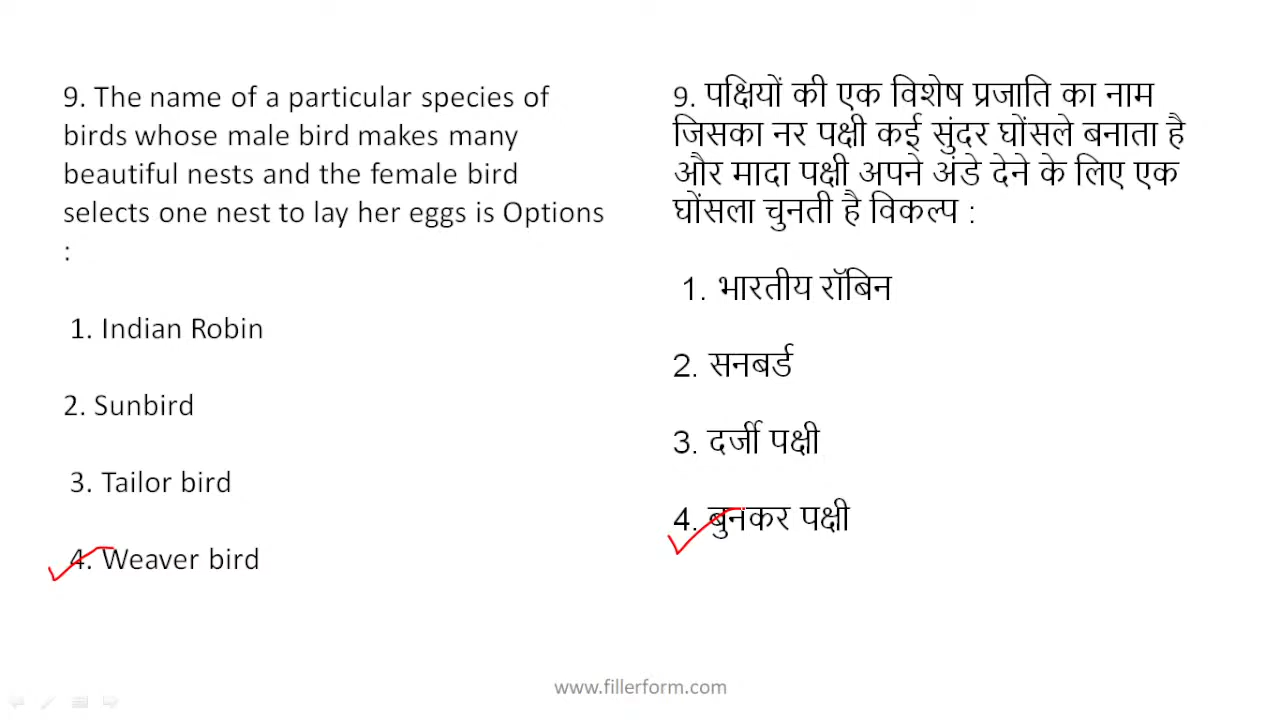 9. The name of a particular species of
birds whose male bird makes many
beautiful nests and the female bird
selects one nest to lay her eggs is Options
:
1. Indian Robin
2. Sunbird
3. Tailor bird
4. Weaver bird
9. पक्षियों की एक विशेष प्रजाति का नाम
जिसका नर पक्षी कई सुंदर घोंसले बनाता है
और मादा पक्षी अपने अंडे देने के लिए एक
घोंसला चुनती है विकल्प :
1. भारतीय रॉबिन
2. सनबर्ड
3. दर्जी पक्षी
4. बुनकर पक्षी
www.fillerform.com